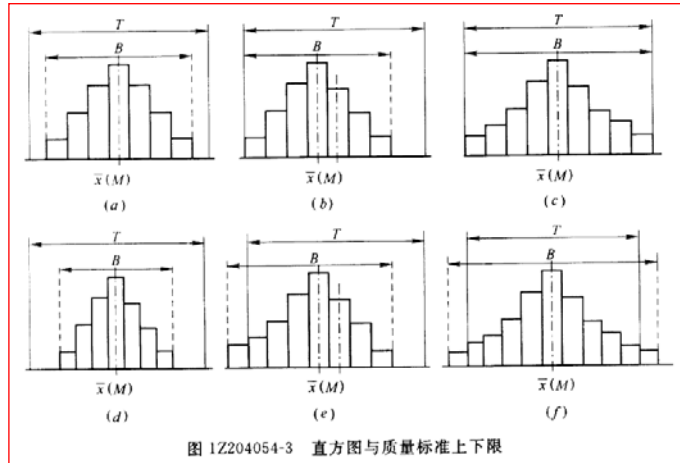 T T T
B B B
x̄(M) x̄(M) x̄(M)
(a) (b) (c)
T T T
B B B
x̄(M) x̄(M) x̄(M)
(d) (e) (f)
图 1Z204054-3 直方图与质量标准上下限